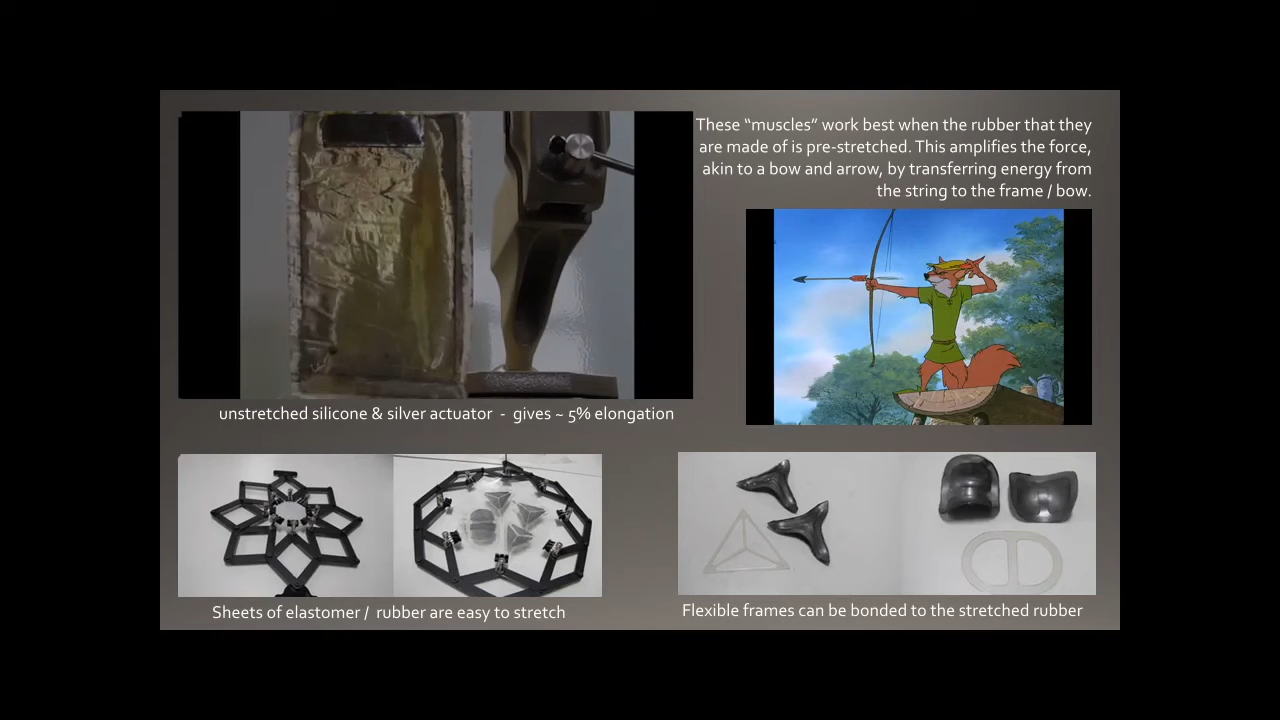 These “muscles” work best when the rubber that they
are made of is pre-stretched. This amplifies the force,
akin to a bow and arrow, by transferring energy from
the string to the frame / bow.
unstretched silicone & silver actuator - gives ~ 5% elongation
Sheets of elastomer / rubber are easy to stretch
Flexible frames can be bonded to the stretched rubber